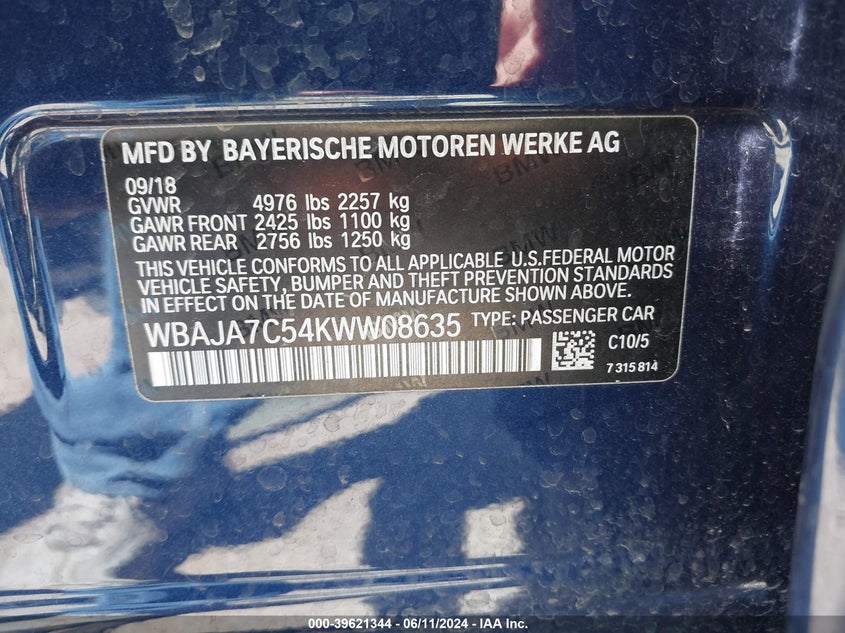 MFD BY BAYERISCHE MOTOREN WERKE AG
09/18
GVWR 4976 lbs 2257 kg
GAWR FRONT 2425 lbs 1100 kg
GAWR REAR 2756 lbs 1250 kg
THIS VEHICLE CONFORMS TO ALL APPLICABLE U.S.FEDERAL MOTOR
VEHICLE SAFETY, BUMPER AND THEFT PREVENTION STANDARDS
IN EFFECT ON THE DATE OF MANUFACTURE SHOWN ABOVE.
WBAJA7C54KWW08635 TYPE: PASSENGER CAR
C10/5
7 315 814
000-39621344 - 06/11/2024 - IAA Inc.